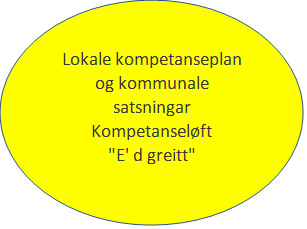 Lokale kompetanseplan
og kommunale
satsningar
Kompetanseløft
"E' d greitt"